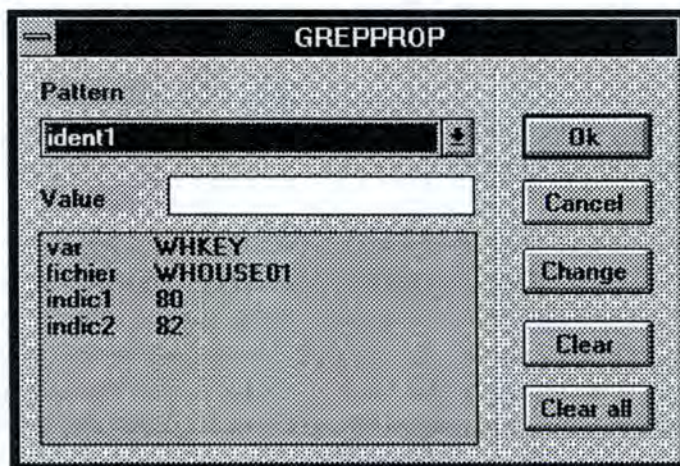 GREPPROP
Pattern
ident1
Value
var WHKEY
fichier WHOUSE01
indic1 80
indic2 82
Ok
Cancel
Change
Clear
Clear all